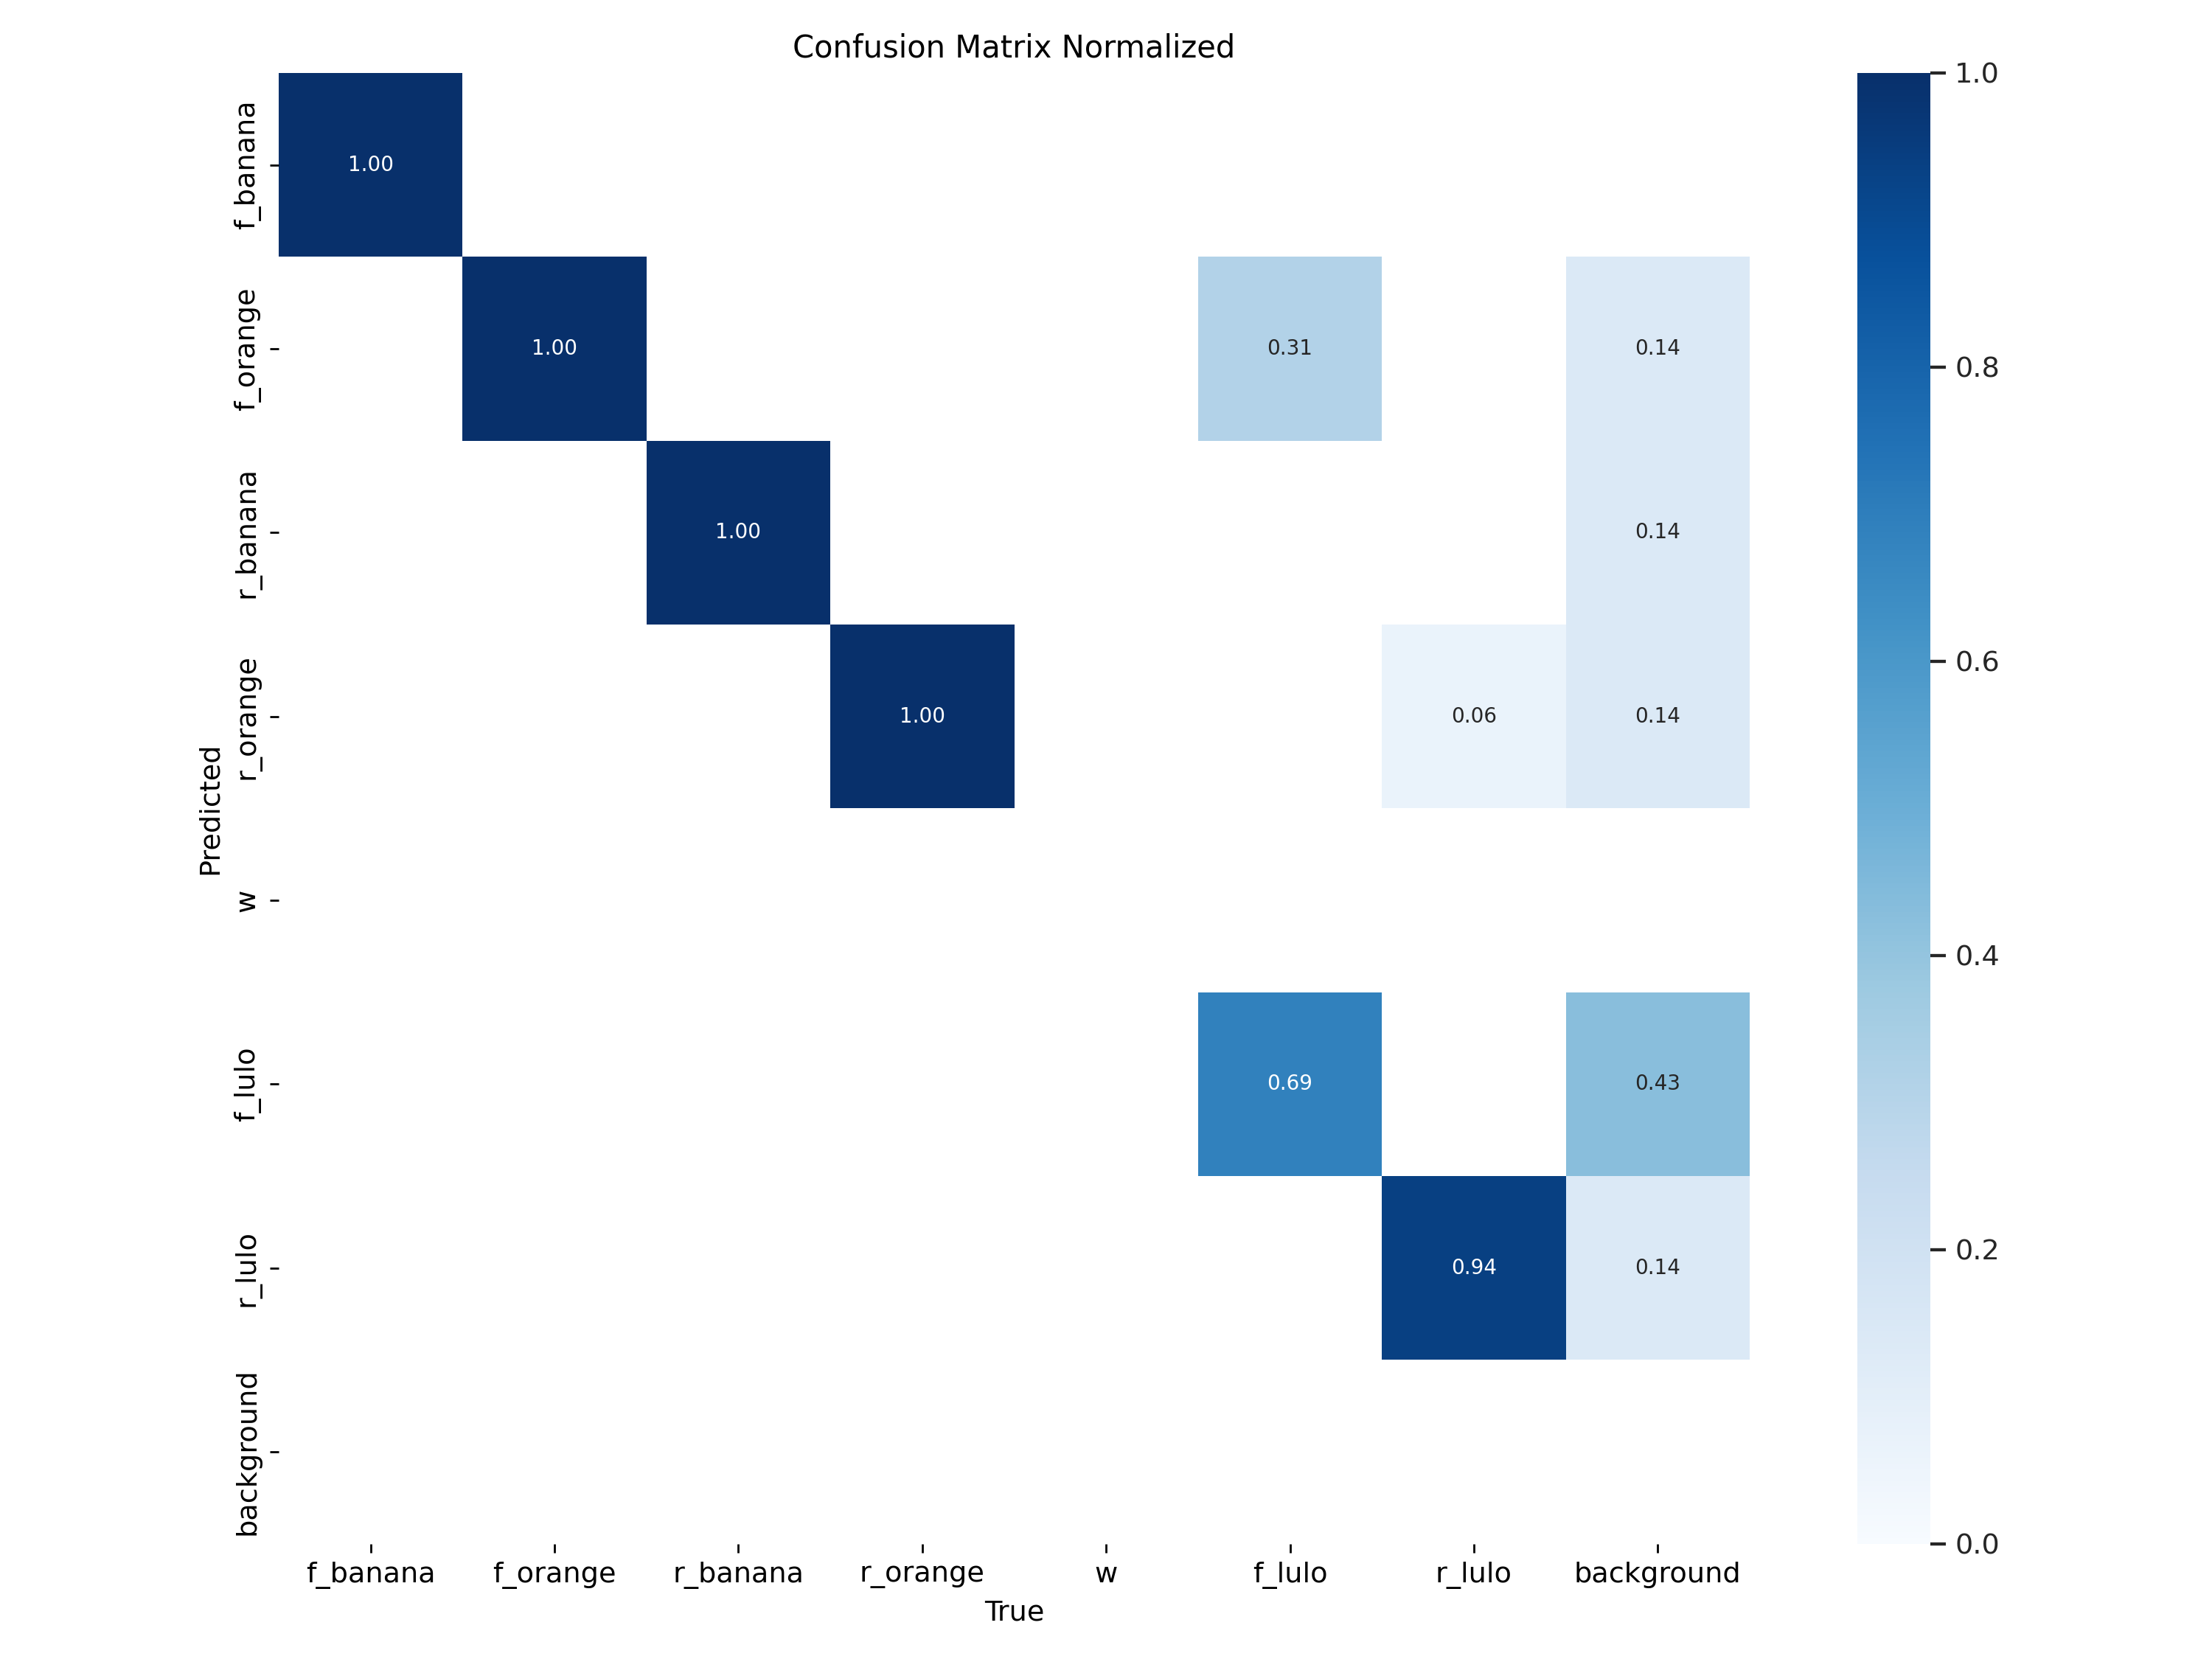 Confusion Matrix Normalized
f_banana
1.00
f_orange
1.00
0.31
0.14
r_banana
1.00
0.14
r_orange
1.00
0.06
0.14
w
f_lulo
0.69
0.43
r_lulo
0.94
0.14
background
Predicted
f_banana f_orange r_banana r_orange w f_lulo r_lulo background
True
1.0
0.8
0.6
0.4
0.2
0.0